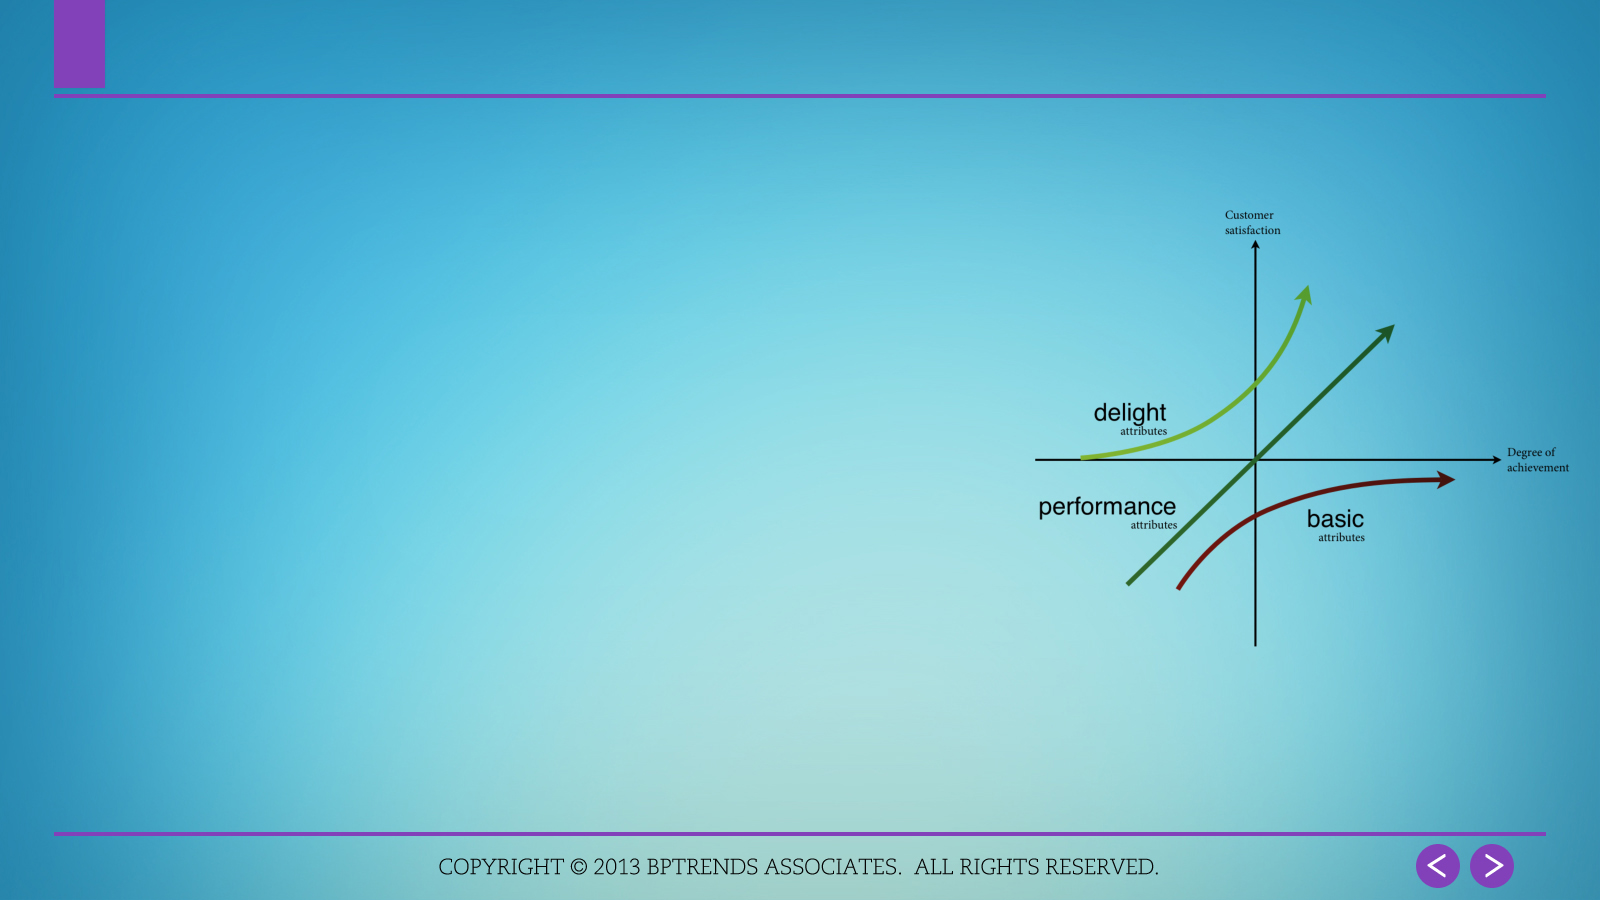 Customer
satisfaction
delight
attributes
Degree of
achievement
performance
attributes
basic
attributes
COPYRIGHT © 2013 BPTRENDS ASSOCIATES.  ALL RIGHTS RESERVED.